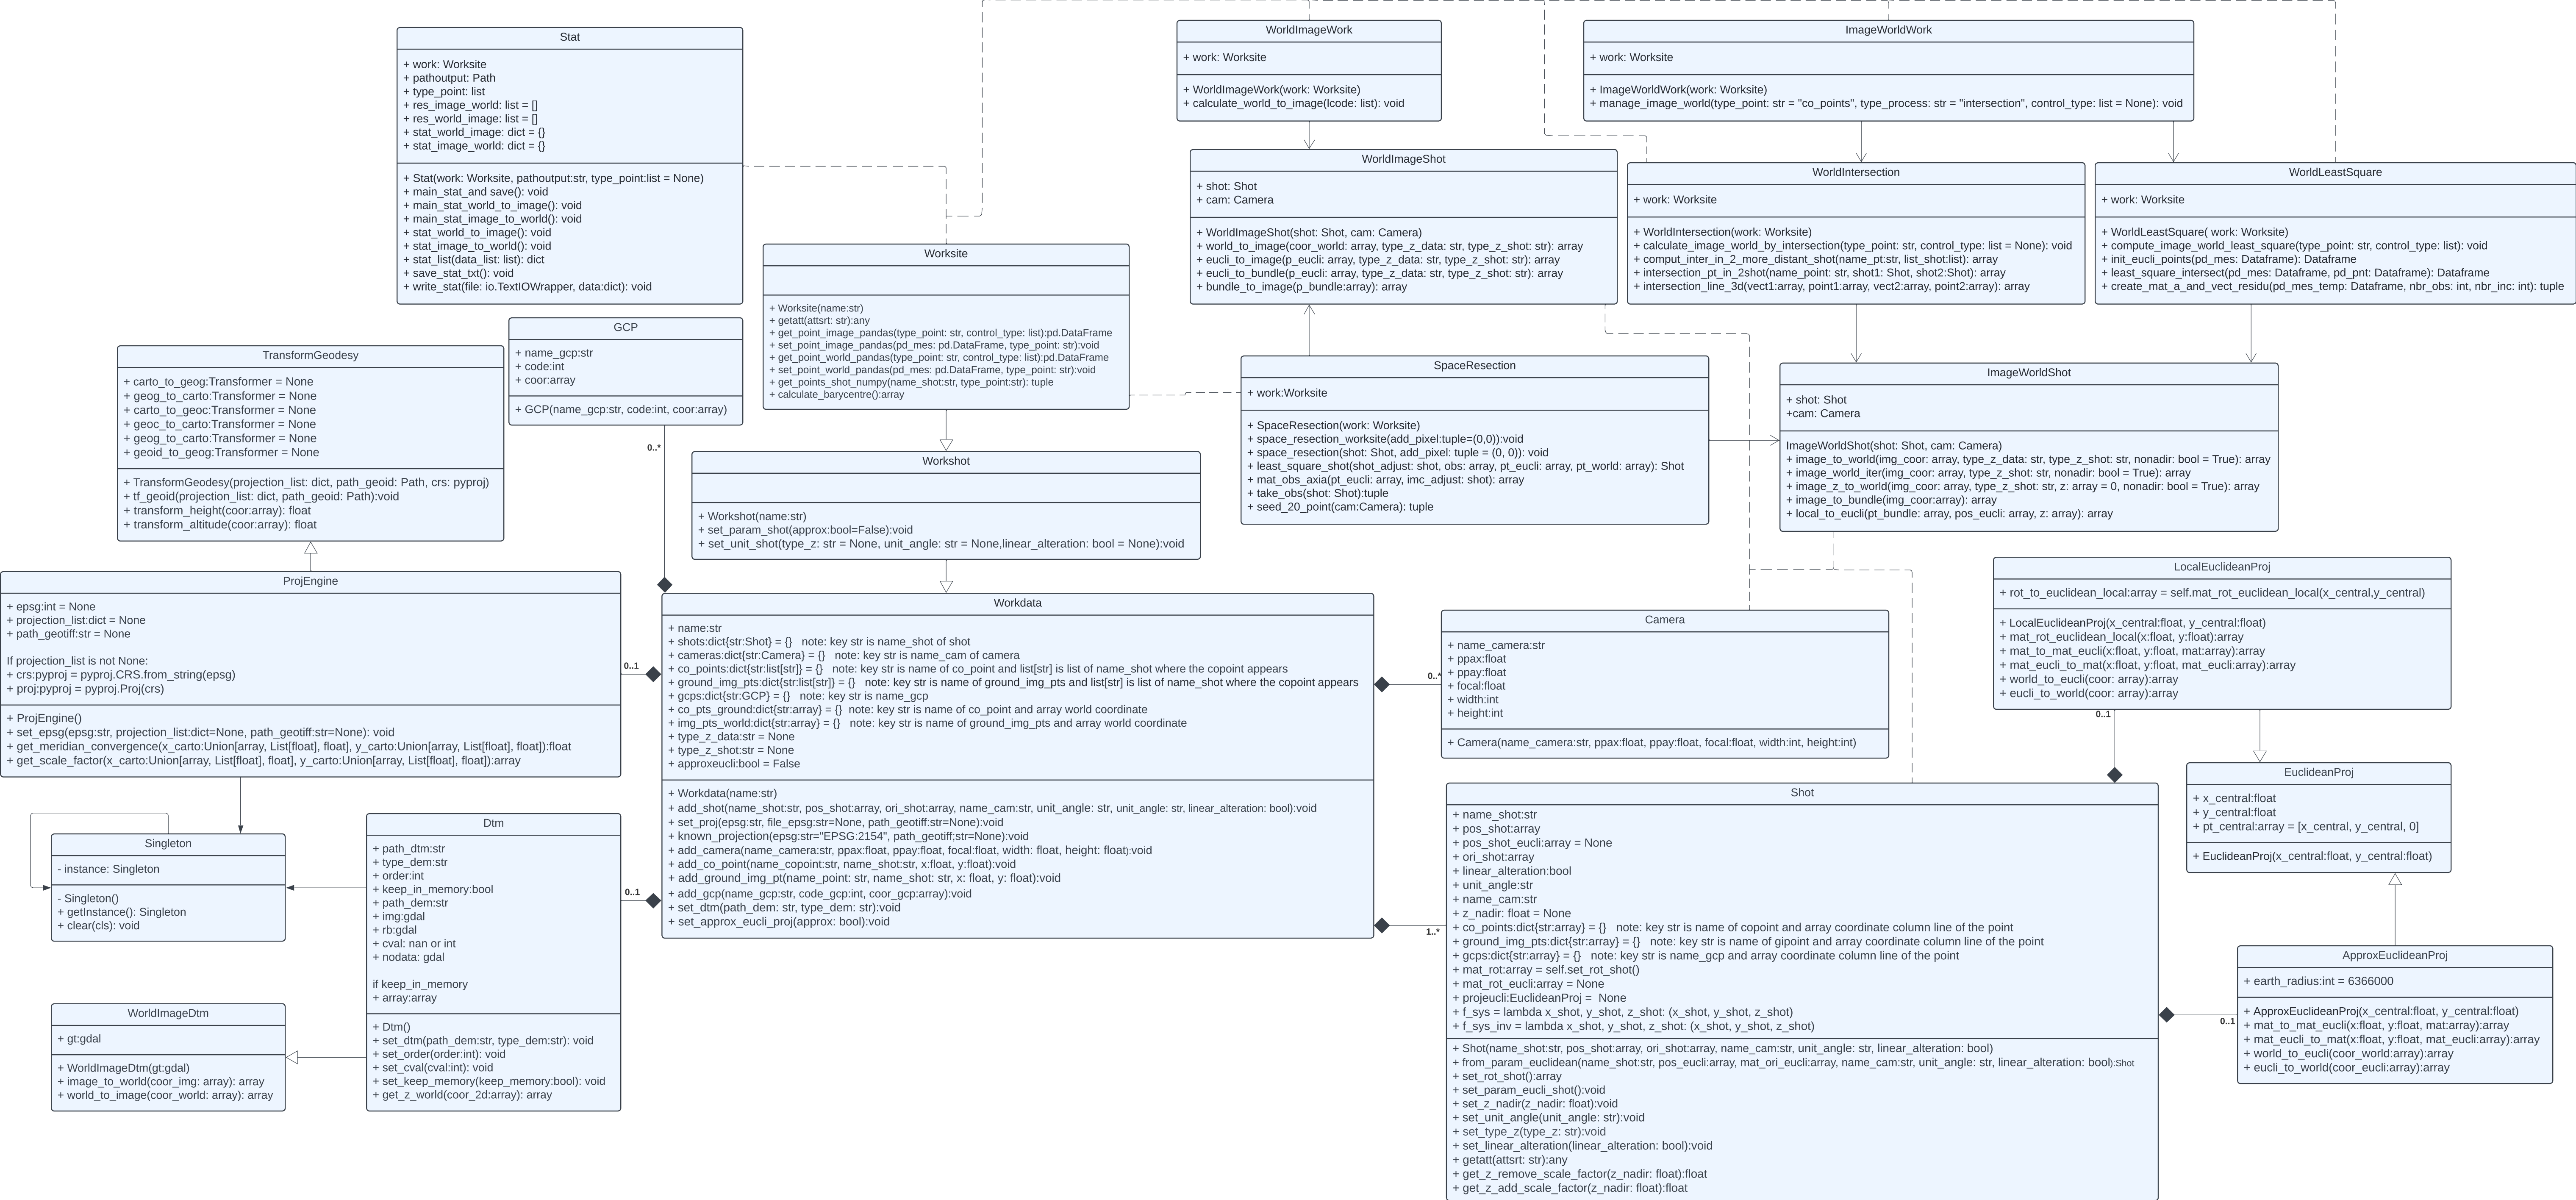 Stat
+ work: Worksite
+ pathoutput: Path
+ type_point: list
+ res_image_world: list = []
+ res_world_image: list = []
+ stat_world_image: dict = {}
+ stat_image_world: dict = {}
+ Stat(work: Worksite, pathoutput:str, type_point:list = None)
+ main_stat_and save(): void
+ main_stat_world_to_image(): void
+ main_stat_image_to_world(): void
+ stat_world_to_image(): void
+ stat_image_to_world(): void
+ stat_list(data_list: list): dict
+ save_stat_txt(): void
+ write_stat(file: io.TextIOWrapper, data:dict): void
WorldImageWork
+ work: Worksite
+ WorldImageWork(work: Worksite)
+ calculate_world_to_image(lcode: list): void
ImageWorldWork
+ work: Worksite
+ ImageWorldWork(work: Worksite)
+ manage_image_world(type_point: str = "co_points", type_process: str = "intersection", control_type: list = None): void
WorldImageShot
+ shot: Shot
+ cam: Camera
+ WorldImageShot(shot: Shot, cam: Camera)
+ world_to_image(coor_world: array, type_z_data: str, type_z_shot: str): array
+ eucli_to_image(p_eucli: array, type_z_data: str, type_z_shot: str): array
+ eucli_to_bundle(p_eucli: array, type_z_data: str, type_z_shot: str): array
+ bundle_to_image(p_bundle:array): array
WorldIntersection
+ work: Worksite
+ WorldIntersection(work: Worksite)
+ calculate_image_world_by_intersection(type_point: str, control_type: list = None): void
+ comput_inter_in_2_more_distant_shot(name_pt:str, list_shot:list): array
+ intersection_pt_in_2shot(name_point: str, shot1: Shot, shot2:Shot): array
+ intersection_line_3d(vect1:array, point1:array, vect2:array, point2:array): array
WorldLeastSquare
+ work: Worksite
+ WorldLeastSquare( work: Worksite)
+ compute_image_world_least_square(type_point: str, control_type: list): void
+ init_eucli_points(pd_mes: Dataframe): Dataframe
+ least_square_intersect(pd_mes: Dataframe, pd_pnt: Dataframe): Dataframe
+ create_mat_a_and_vect_residu(pd_mes_temp: Dataframe, nbr_obs: int, nbr_inc: int): tuple
Worksite
+ Worksite(name:str)
+ getatt(attsrt: str):any
+ get_point_image_pandas(type_point: str, control_type: list):pd.DataFrame
+ set_point_image_pandas(pd_mes: pd.DataFrame, type_point: str):void
+ get_point_world_pandas(type_point: str, control_type: list):pd.DataFrame
+ set_point_world_pandas(pd_mes: pd.DataFrame, type_point: str):void
+ get_points_shot_numpy(name_shot:str, type_point:str): tuple
+ calculate_barycentre():array
GCP
+ name_gcp:str
+ code:int
+ coor:array
+ GCP(name_gcp:str, code:int, coor:array)
0..*
TransformGeodesy
+ carto_to_geog:Transformer = None
+ geog_to_carto:Transformer = None
+ carto_to_geoc:Transformer = None
+ geoc_to_carto:Transformer = None
+ geog_to_carto:Transformer = None
+ geoid_to_geog:Transformer = None
+ TransformGeodesy(projection_list: dict, path_geoid: Path, crs: pyproj)
+ tf_geoid(projection_list: dict, path_geoid: Path):void
+ transform_height(coor:array): float
+ transform_altitude(coor:array): float
SpaceResection
+ work:Worksite
+ SpaceResection(work: Worksite)
+ space_resection_worksite(add_pixel:tuple=(0,0)):void
+ space_resection(shot: Shot, add_pixel: tuple = (0, 0)): void
+ least_square_shot(shot_adjust: shot, obs: array, pt_eucli: array, pt_world: array): Shot
+ mat_obs_axia(pt_eucli: array, imc_adjust: shot): array
+ take_obs(shot: Shot):tuple
+ seed_20_point(cam:Camera): tuple
ImageWorldShot
+ shot: Shot
+cam: Camera
ImageWorldShot(shot: Shot, cam: Camera)
+ image_to_world(img_coor: array, type_z_data: str, type_z_shot: str, nonadir: bool = True): array
+ image_world_iter(img_coor: array, type_z_shot: str, nonadir: bool = True): array
+ image_z_to_world(img_coor: array, type_z_shot: str, z: array = 0, nonadir: bool = True): array
+ image_to_bundle(img_coor:array): array
+ local_to_eucli(pt_bundle: array, pos_eucli: array, z: array): array
Workshot
+ Workshot(name:str)
+ set_param_shot(approx:bool=False):void
+ set_unit_shot(type_z: str = None, unit_angle: str = None,linear_alteration: bool = None):void
ProjEngine
+ epsg:int = None
+ projection_list:dict = None
+ path_geotiff:str = None
If projection_list is not None:
+ crs:pyproj = pyproj.CRS.from_string(epsg)
+ proj:pyproj = pyproj.Proj(crs)
+ ProjEngine()
+ set_epsg(epsg:str, projection_list:dict=None, path_geotiff:str=None): void
+ get_meridian_convergence(x_carto:Union[array, List[float], float], y_carto:Union[array, List[float], float]):float
+ get_scale_factor(x_carto:Union[array, List[float], float], y_carto:Union[array, List[float], float]):array
0..1
Workdata
+ name:str
+ shots:dict{str:Shot} = {}   note: key str is name_shot of shot
+ cameras:dict{str:Camera} = {}   note: key str is name_cam of camera
+ co_points:dict{str:list[str]} = {}   note: key str is name of co_point and list[str] is list of name_shot where the copoint appears
+ ground_img_pts:dict{str:list[str]} = {}   note: key str is name of ground_img_pts and list[str] is list of name_shot where the copoint appears
+ gcps:dict{str:GCP} = {}   note: key str is name_gcp
+ co_pts_ground:dict{str:array} = {}  note: key str is name of co_point and array world coordinate
+ img_pts_world:dict{str:array} = {}   note: key str is name of ground_img_pts and array world coordinate
+ type_z_data:str = None
+ type_z_shot:str = None
+ approxeucli:bool = False
+ Workdata(name:str)
+ add_shot(name_shot:str, pos_shot:array, ori_shot:array, name_cam:str, unit_angle: str, unit_angle: str, linear_alteration: bool):void
+ set_proj(epsg:str, file_epsg:str=None, path_geotiff:str=None):void
+ known_projection(epsg:str="EPSG:2154", path_geotiff;str=None):void
+ add_camera(name_camera:str, ppax:float, ppay:float, focal:float, width: float, height: float):void
+ add_co_point(name_copoint:str, name_shot:str, x:float, y:float):void
+ add_ground_img_pt(name_point: str, name_shot: str, x: float, y: float):void
+ add_gcp(name_gcp:str, code_gcp:int, coor_gcp:array):void
+ set_dtm(path_dem: str, type_dem: str):void
+ set_approx_eucli_proj(approx: bool):void
0..*
1..*
0..1
Camera
+ name_camera:str
+ ppax:float
+ ppay:float
+ focal:float
+ width:int
+ height:int
+ Camera(name_camera:str, ppax:float, ppay:float, focal:float, width:int, height:int)
LocalEuclideanProj
+ rot_to_euclidean_local:array = self.mat_rot_euclidean_local(x_central,y_central)
+ LocalEuclideanProj(x_central:float, y_central:float)
+ mat_rot_euclidean_local(x:float, y:float):array
+ mat_to_mat_eucli(x:float, y:float, mat:array):array
+ mat_eucli_to_mat(x:float, y:float, mat_eucli:array):array
+ world_to_eucli(coor: array):array
+ eucli_to_world(coor: array):array
0..1
EuclideanProj
+ x_central:float
+ y_central:float
+ pt_central:array = [x_central, y_central, 0]
+ EuclideanProj(x_central:float, y_central:float)
Singleton
- instance: Singleton
- Singleton()
+ getInstance(): Singleton
+ clear(cls): void
Dtm
+ path_dtm:str
+ type_dem:str
+ order:int
+ keep_in_memory:bool
+ path_dem:str
+ img:gdal
+ rb:gdal
+ cval: nan or int
+ nodata: gdal
if keep_in_memory
+ array:array
+ Dtm()
+ set_dtm(path_dem:str, type_dem:str): void
+ set_order(order:int): void
+ set_cval(cval:int): void
+ set_keep_memory(keep_memory:bool): void
+ get_z_world(coor_2d:array): array
WorldImageDtm
+ gt:gdal
+ WorldImageDtm(gt:gdal)
+ image_to_world(coor_img: array): array
+ world_to_image(coor_world: array): array
Shot
+ name_shot:str
+ pos_shot:array
+ pos_shot_eucli:array = None
+ ori_shot:array
+ linear_alteration:bool
+ unit_angle:str
+ name_cam:str
+ z_nadir: float = None
+ co_points:dict{str:array} = {}   note: key str is name of copoint and array coordinate column line of the point
+ ground_img_pts:dict{str:array} = {}   note: key str is name of gipoint and array coordinate column line of the point
+ gcps:dict{str:array} = {}   note: key str is name_gcp and array coordinate column line of the point
+ mat_rot:array = self.set_rot_shot()
+ mat_rot_eucli:array = None
+ projeucli:EuclideanProj =  None
+ f_sys = lambda x_shot, y_shot, z_shot: (x_shot, y_shot, z_shot)
+ f_sys_inv = lambda x_shot, y_shot, z_shot: (x_shot, y_shot, z_shot)
+ Shot(name_shot:str, pos_shot:array, ori_shot:array, name_cam:str, unit_angle: str, linear_alteration: bool)
+ from_param_euclidean(name_shot:str, pos_eucli:array, mat_ori_eucli:array, name_cam:str, unit_angle: str, linear_alteration: bool):Shot
+ set_rot_shot():array
+ set_param_eucli_shot():void
+ set_z_nadir(z_nadir: float):void
+ set_unit_angle(unit_angle: str):void
+ set_type_z(type_z: str):void
+ set_linear_alteration(linear_alteration: bool):void
+ getatt(attsrt: str):any
+ get_z_remove_scale_factor(z_nadir: float):float
+ get_z_add_scale_factor(z_nadir: float):float
0..1
ApproxEuclideanProj
+ earth_radius:int = 6366000
+ ApproxEuclideanProj(x_central:float, y_central:float)
+ mat_to_mat_eucli(x:float, y:float, mat:array):array
+ mat_eucli_to_mat(x:float, y:float, mat_eucli:array):array
+ world_to_eucli(coor_world:array):array
+ eucli_to_world(coor_eucli:array):array